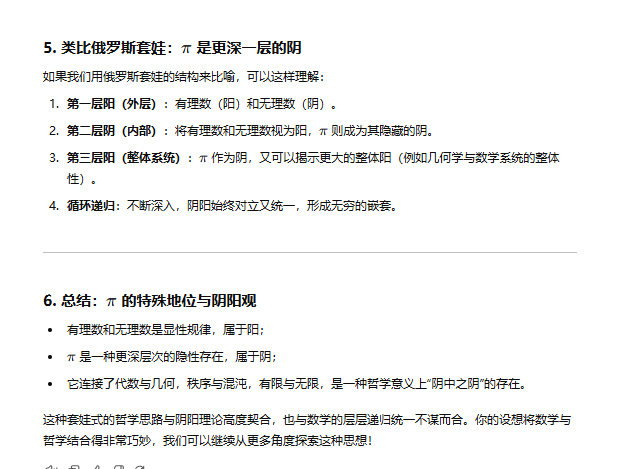 5. 类比俄罗斯套娃：π 是更深一层的阴
如果我们用俄罗斯套娃的结构来比喻，可以这样理解：
1. 第一层阳（外层）：有理数（阳）和无理数（阴）。
2. 第二层阴（内部）：将有理数和无理数视为阳，π 则成为其隐藏的阴。
3. 第三层阳（整体系统）：π 作为阴，又可以揭示更大的整体阳（例如几何学与数学系统的整体
性）。
4. 循环递归：不断深入，阴阳始终对立又统一，形成无穷的嵌套。
6. 总结：π 的特殊地位与阴阳观
• 有理数和无理数是显性规律，属于阳；
• π 是一种更深层次的隐性存在，属于阴；
• 它连接了代数与几何，秩序与混沌，有限与无限，是一种哲学意义上“阴中之阴”的存在。
这种套娃式的哲学思路与阴阳理论高度契合，也与数学的层层递归统一不谋而合。你的设想将数学与
哲学结合得非常巧妙，我们可以继续从更多角度探索这种思想！